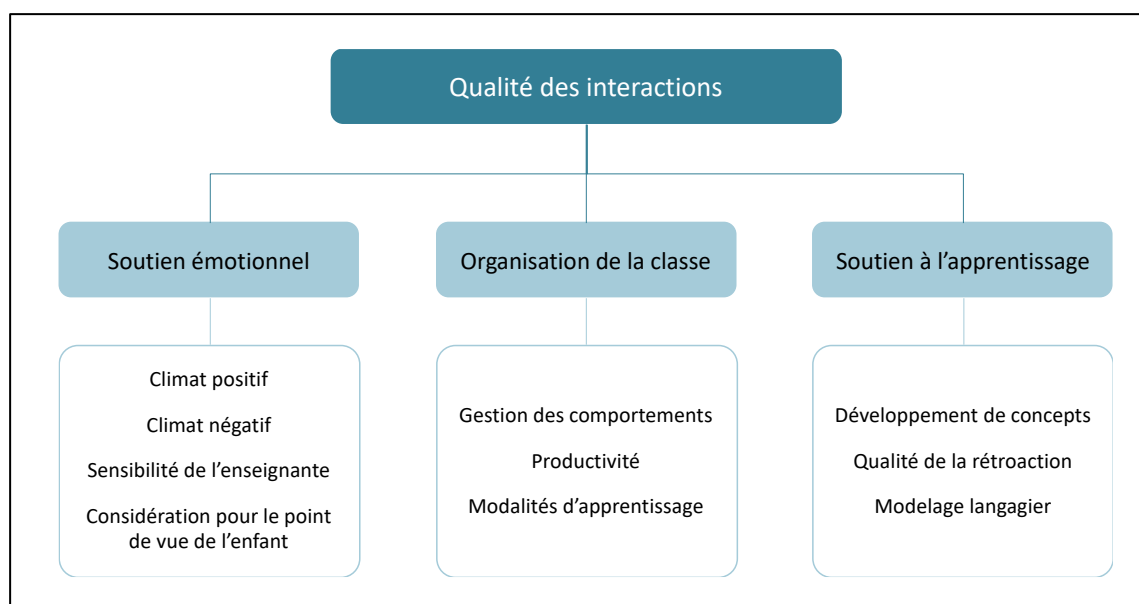 Qualité des interactions
Soutien émotionnel
Organisation de la classe
Soutien à l’apprentissage
Climat positif
Climat négatif
Sensibilité de l’enseignante
Considération pour le point
de vue de l’enfant
Gestion des comportements
Productivité
Modalités d’apprentissage
Développement de concepts
Qualité de la rétroaction
Modelage langagier